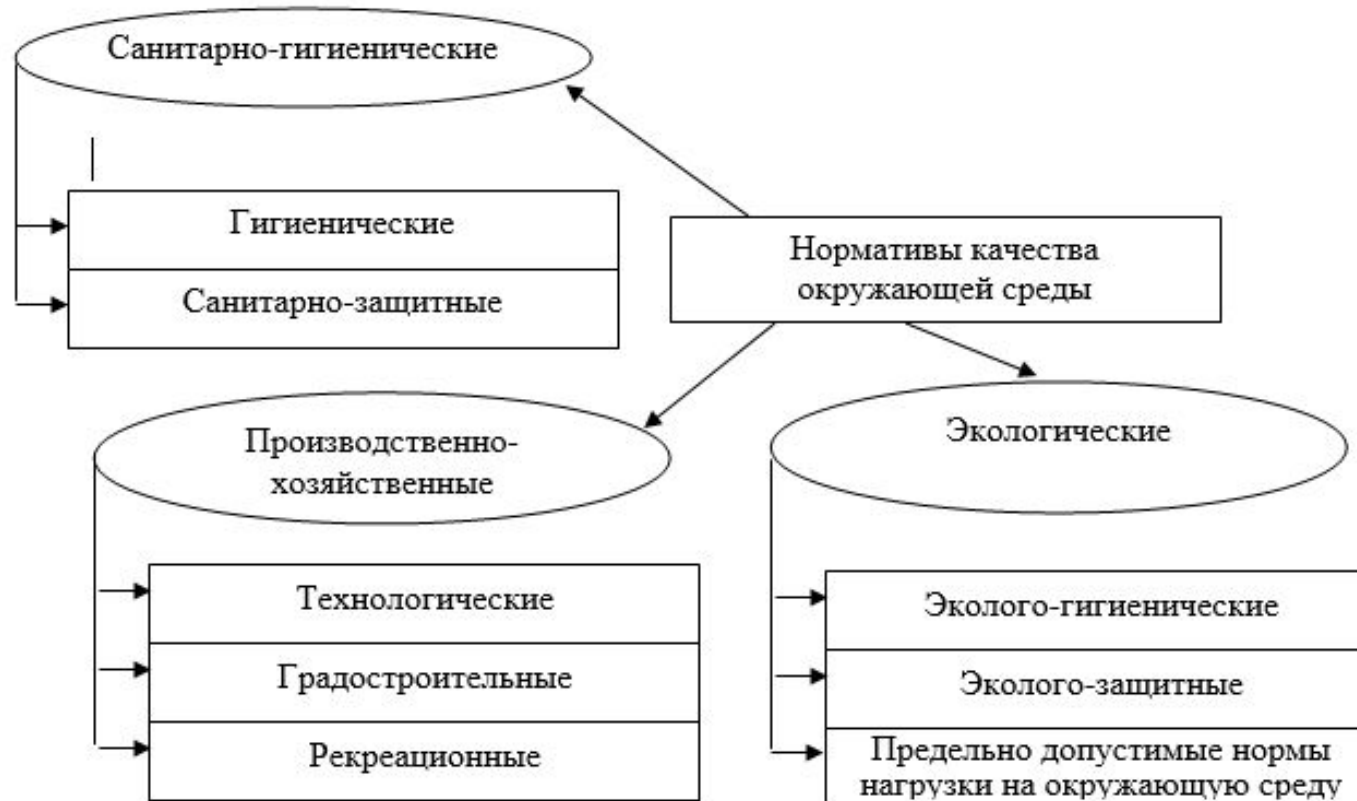 Санитарно-гигиенические
Гигиенические
Санитарно-защитные
Нормативы качества
окружающей среды
Производственно-
хозяйственные
Технологические
Градостроительные
Рекреационные
Экологические
Эколого-гигиенические
Эколого-защитные
Предельно допустимые нормы
нагрузки на окружающую среду